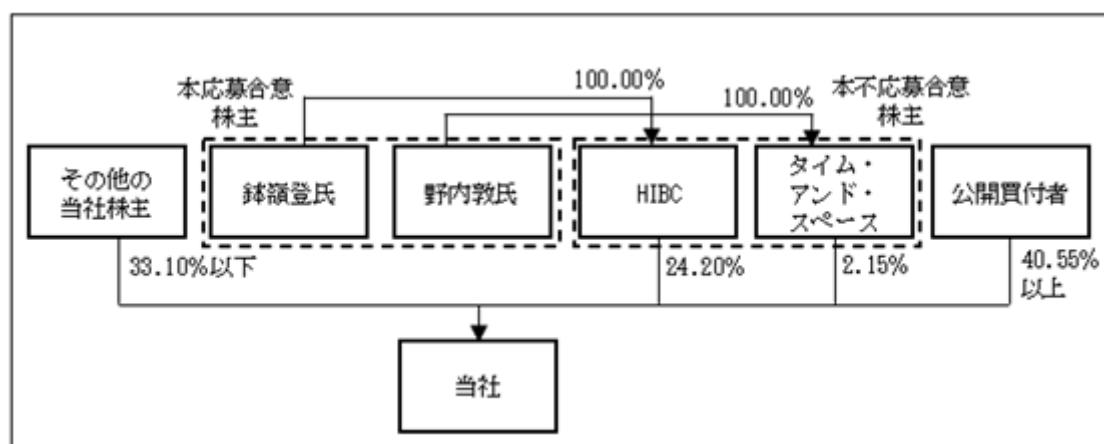 本応募合意
株主
100.00%
100.00%
本不応募合意
株主
その他の
当社株主
鉢嶺登氏
野内敦氏
HIBC
タイム・
アンド・
スペース
公開買付者
33.10%以下
24.20%
2.15%
40.55%
以上
当社